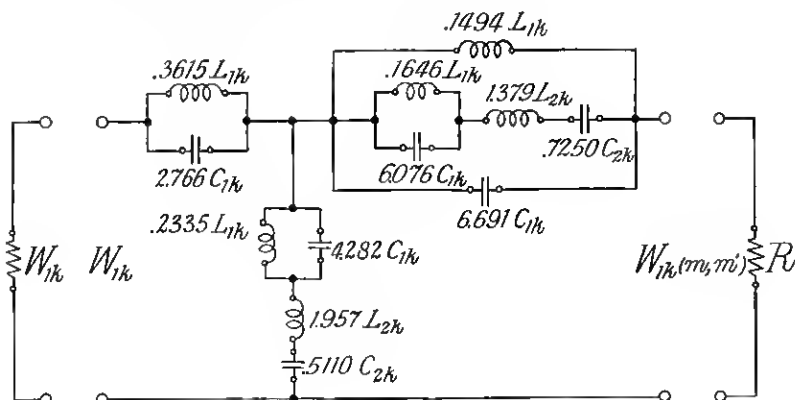 .1494 L1k
.3615 L1k
.1646 L1k
1.379 L2k
.7250 C2k
2.766 C1k
6.076 C1k
6.691 C1k
.2335 L1k
4.282 C1k
W1k
W1k
W1k(m,m')
R
1.957 L2k
.5110 C2k